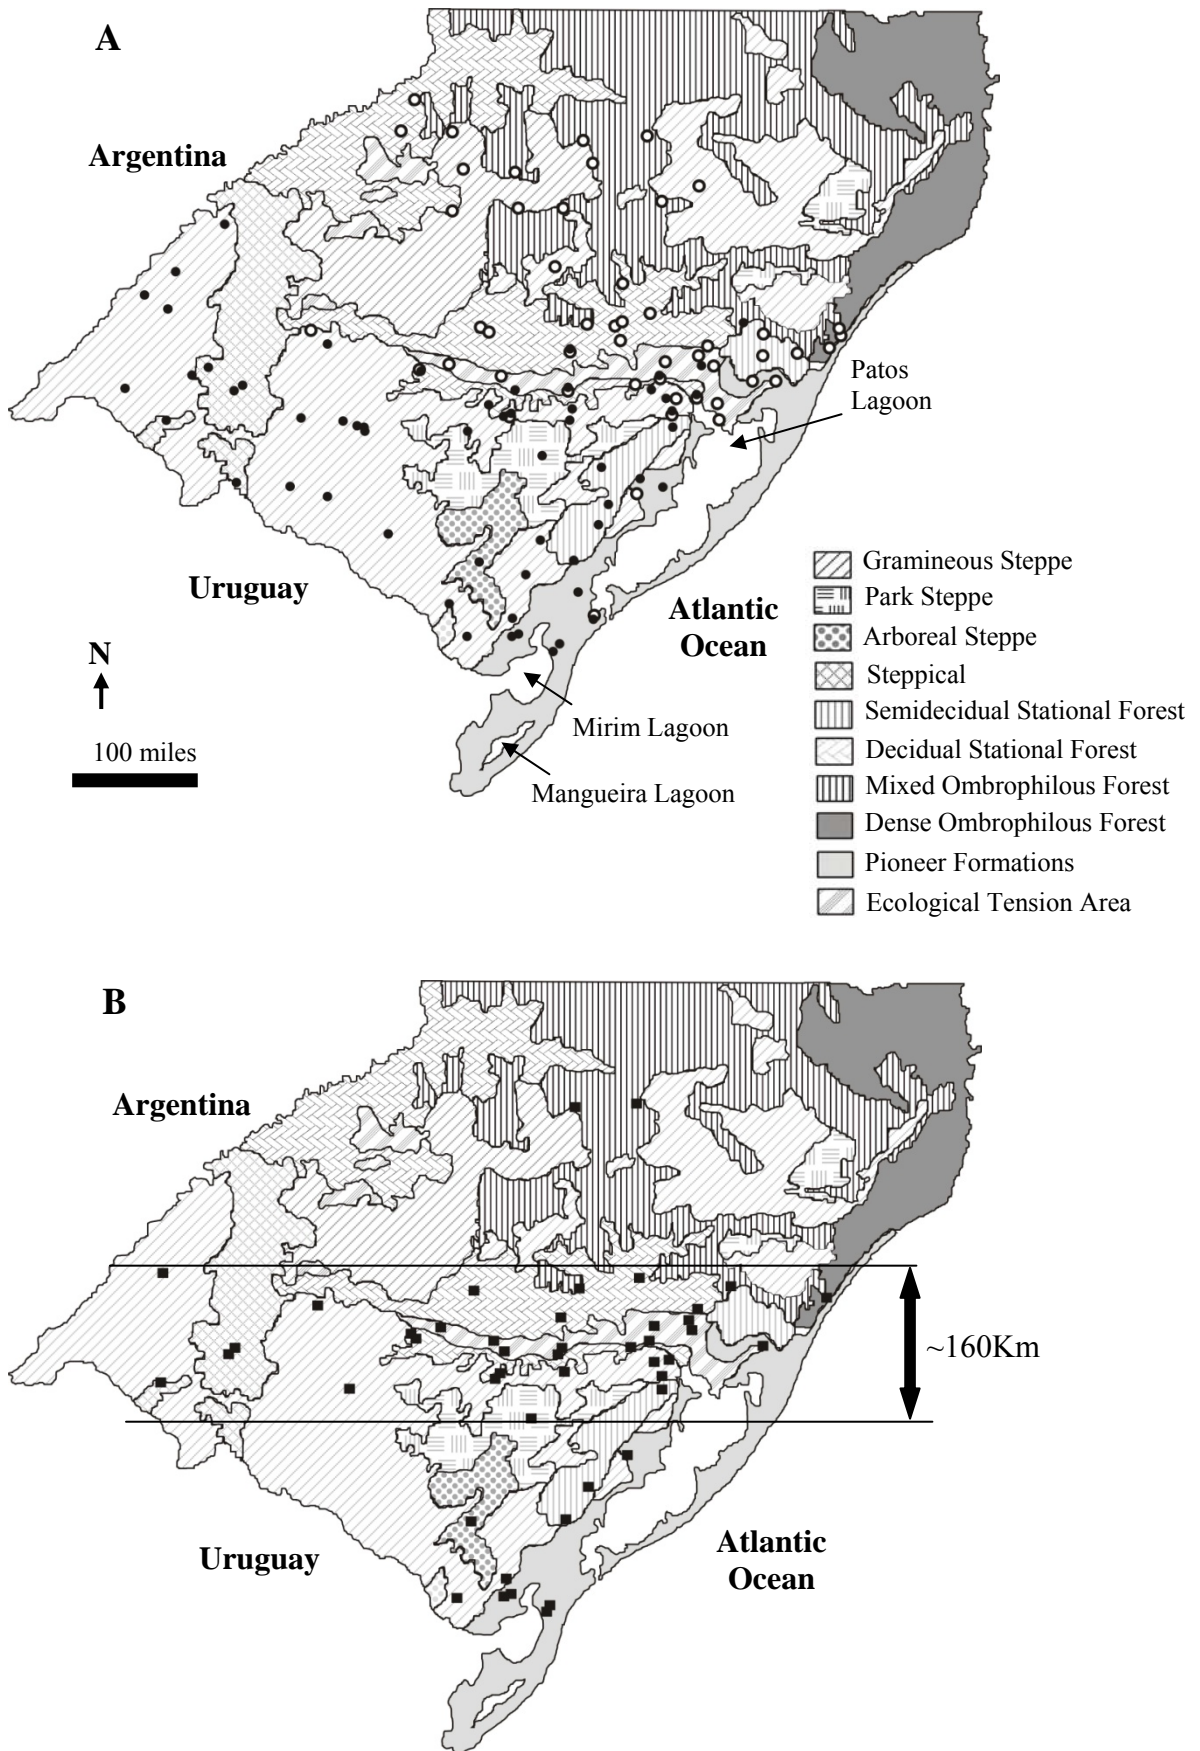 A
Argentina
Patos
Lagoon
Uruguay
Atlantic
Ocean
N
100 miles
Mirim Lagoon
Mangueira Lagoon
Gramineous Steppe
Park Steppe
Arboreal Steppe
Steppical
Semidecidual Stational Forest
Decidual Stational Forest
Mixed Ombrophilous Forest
Dense Ombrophilous Forest
Pioneer Formations
Ecological Tension Area
B
Argentina
~160Km
Uruguay
Atlantic
Ocean